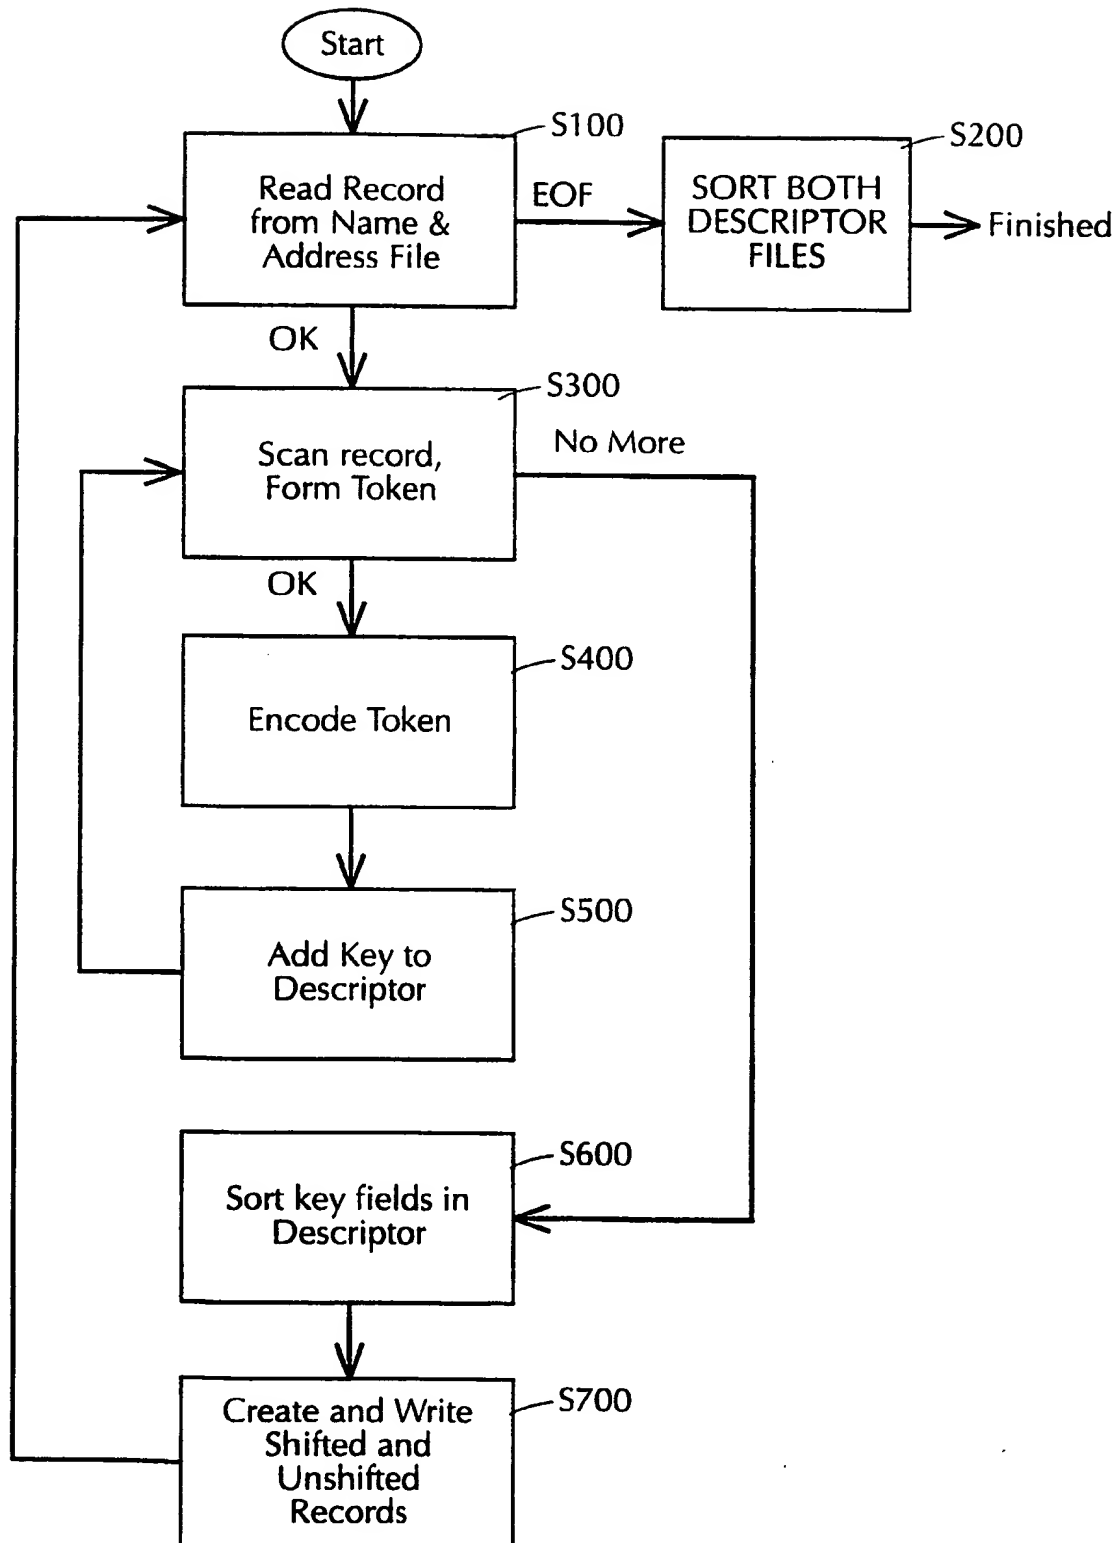 Start
S100
Read Record
from Name &
Address File
EOF
S200
SORT BOTH
DESCRIPTOR
FILES
Finished
OK
S300
Scan record,
Form Token
No More
OK
S400
Encode Token
S500
Add Key to
Descriptor
S600
Sort key fields in
Descriptor
S700
Create and Write
Shifted and
Unshifted
Records